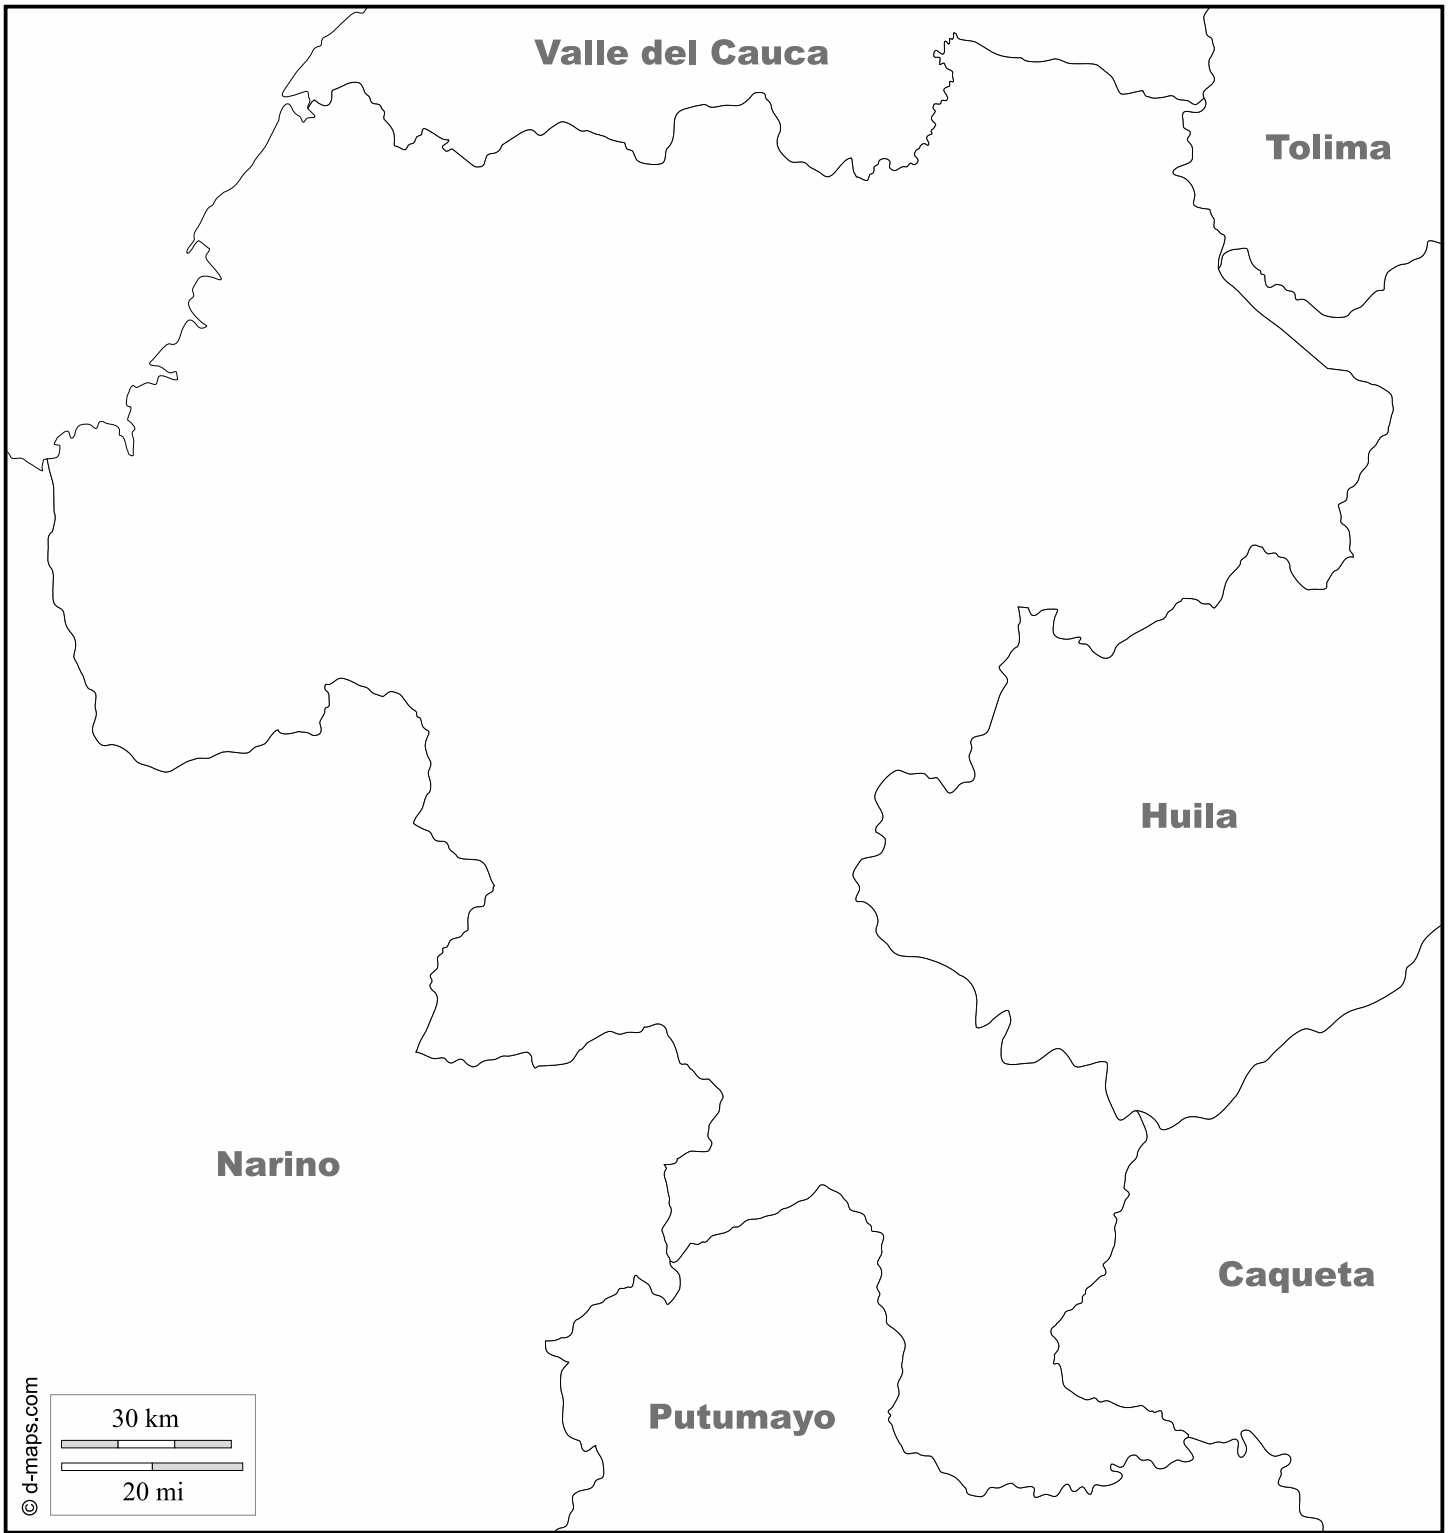 Valle del Cauca
Tolima
Huila
Narino
Caqueta
Putumayo
30 km
20 mi
© d-maps.com